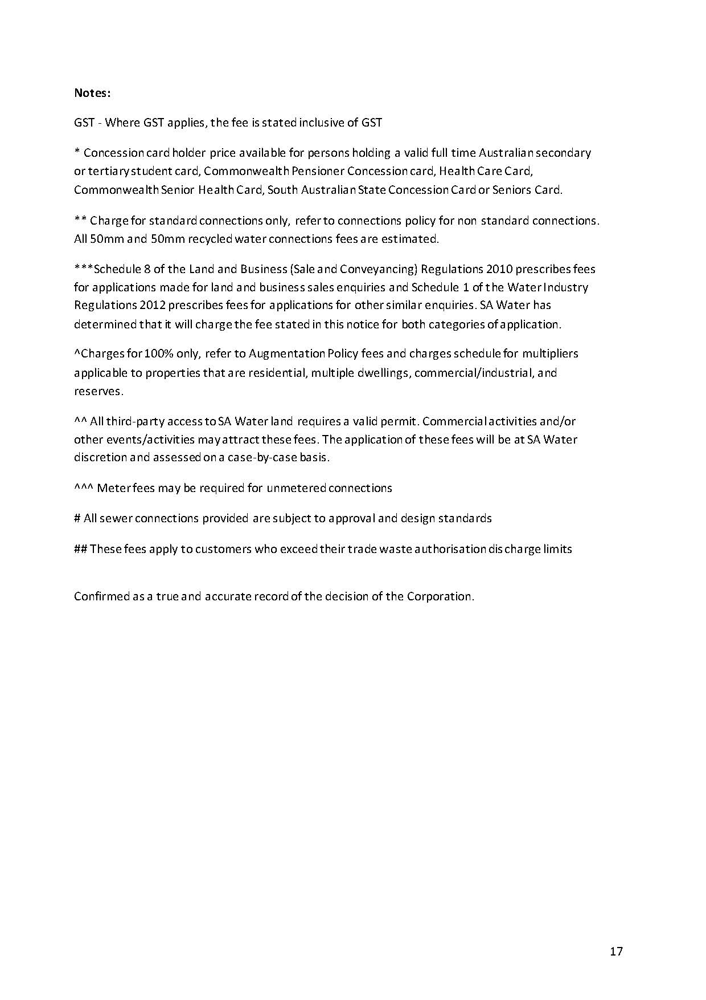 Notes:
GST - Where GST applies, the fee is stated inclusive of GST
* Concession card holder price available for persons holding a valid full time Australian secondary
or tertiary student card, Commonwealth Pensioner Concession card, Health Care Card,
Commonwealth Senior Health Card, South Australian State Concession Card or Seniors Card.
** Charge for standard connections only, refer to connections policy for non standard connections.
All 50mm and 50mm recycled water connections fees are estimated.
***Schedule 8 of the Land and Business (Sale and Conveyancing) Regulations 2010 prescribes fees
for applications made for land and business sales enquiries and Schedule 1 of the Water Industry
Regulations 2012 prescribes fees for applications for other similar enquiries. SA Water has
determined that it will charge the fee stated in this notice for both categories of application.
^Charges for 100% only, refer to Augmentation Policy fees and charges schedule for multipliers
applicable to properties that are residential, multiple dwellings, commercial/industrial, and
reserves.
^^ All third-party access to SA Water land requires a valid permit. Commercial activities and/or
other events/activities may attract these fees. The application of these fees will be at SA Water
discretion and assessed on a case-by-case basis.
^^^ Meter fees may be required for unmetered connections
# All sewer connections provided are subject to approval and design standards
## These fees apply to customers who exceed their trade waste authorisation discharge limits
Confirmed as a true and accurate record of the decision of the Corporation.
17